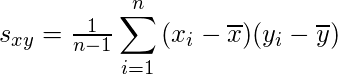 $s_{xy} = \frac{1}{n-1} \sum_{i=1}^{n} (x_i - \overline{x})(y_i - \overline{y})$